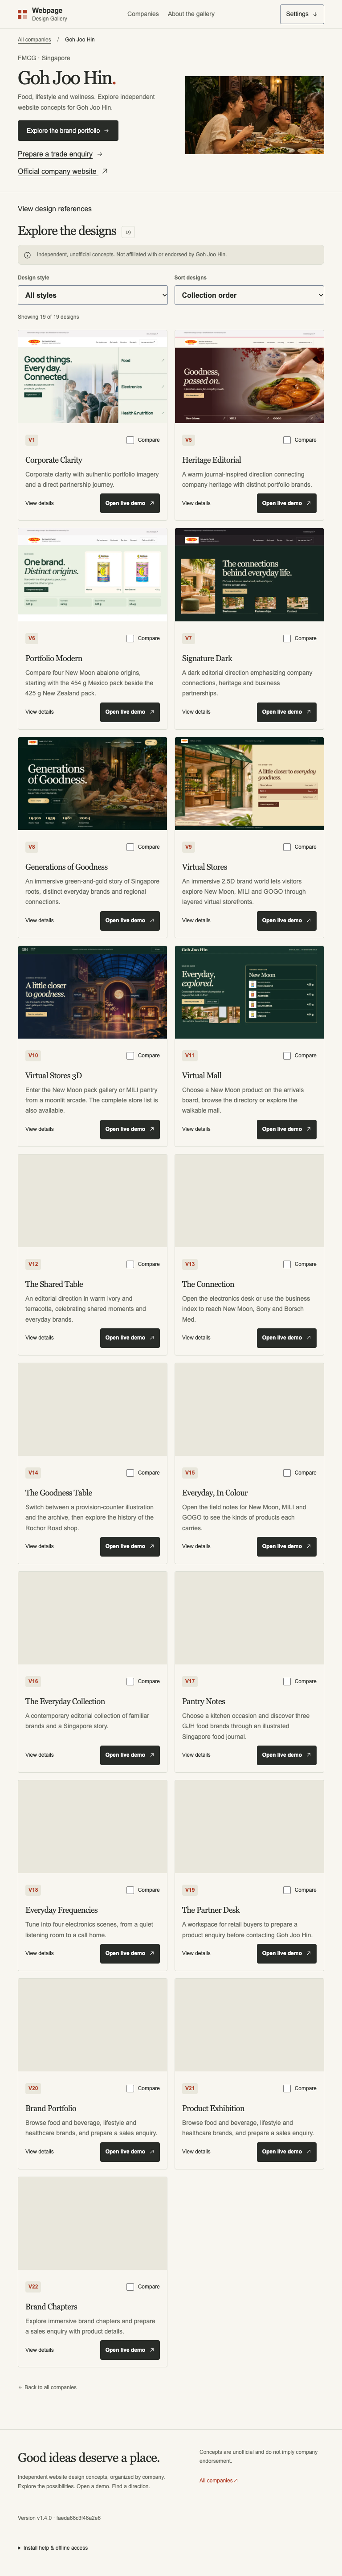 Webpage
Design Gallery
Companies
About the gallery
Settings ↓
All companies / Goh Joo Hin
FMCG · Singapore
Goh Joo Hin.
Food, lifestyle and wellness. Explore independent
website concepts for Goh Joo Hin.
Explore the brand portfolio →
Prepare a trade enquiry →
Official company website ↗
View design references
Explore the designs 19
Independent, unofficial concepts. Not affiliated with or endorsed by Goh Joo Hin.
Design style
All styles
Sort designs
Collection order
Showing 19 of 19 designs
Good things.
Every day.
Connected.
Food
Electronics
Health & nutrition
V1
Compare
Corporate Clarity
Corporate clarity with authentic portfolio imagery
and a direct partnership journey.
View details
Open live demo ↗
Goodness,
passed on.
V5
Compare
Heritage Editorial
A warm journal-inspired direction connecting
company heritage with distinct portfolio brands.
View details
Open live demo ↗
One brand.
Distinct origins.
V6
Compare
Portfolio Modern
Compare four New Moon abalone origins,
starting with the 454 g Mexico pack beside the
425 g New Zealand pack.
View details
Open live demo ↗
The connections
behind everyday life.
V7
Compare
Signature Dark
A dark editorial direction emphasizing company
connections, heritage and business
partnerships.
View details
Open live demo ↗
Generations
of Goodness.
V8
Compare
Generations of Goodness
An immersive green-and-gold story of Singapore
roots, distinct everyday brands and regional
connections.
View details
Open live demo ↗
A little closer to everyday
goodness.
V9
Compare
Virtual Stores
An immersive 2.5D brand world lets visitors
explore New Moon, MILI and GOGO through
layered virtual storefronts.
View details
Open live demo ↗
A little closer
to goodness.
V10
Compare
Virtual Stores 3D
Enter the New Moon pack gallery or MILI pantry
from a moonlit arcade. The complete store list is
also available.
View details
Open live demo ↗
Goh Joo Hin
Everyday,
explored.
New Moon
V11
Compare
Virtual Mall
Choose a New Moon product on the arrivals
board, browse the directory or explore the
walkable mall.
View details
Open live demo ↗
V12
Compare
The Shared Table
An editorial direction in warm ivory and
terracotta, celebrating shared moments and
everyday brands.
View details
Open live demo ↗
V13
Compare
The Connection
Open the electronics desk or use the business
index to reach New Moon, Sony and Borsch
Med.
View details
Open live demo ↗
V14
Compare
The Goodness Table
Switch between a provision-counter illustration
and the archive, then explore the history of the
Rochor Road shop.
View details
Open live demo ↗
V15
Compare
Everyday, In Colour
Open the field notes for New Moon, MILI and
GOGO to see the kinds of products each
carries.
View details
Open live demo ↗
V16
Compare
The Everyday Collection
A contemporary editorial collection of familiar
brands and a Singapore story.
View details
Open live demo ↗
V17
Compare
Pantry Notes
Choose a kitchen occasion and discover three
GJH food brands through an illustrated
Singapore food journal.
View details
Open live demo ↗
V18
Compare
Everyday Frequencies
Tune into four electronics scenes, from a quiet
listening room to a call home.
View details
Open live demo ↗
V19
Compare
The Partner Desk
A workspace for retail buyers to prepare a
product enquiry before contacting Goh Joo Hin.
View details
Open live demo ↗
V20
Compare
Brand Portfolio
Browse food and beverage, lifestyle and
healthcare brands, and prepare a sales enquiry.
View details
Open live demo ↗
V21
Compare
Product Exhibition
Browse food and beverage, lifestyle and
healthcare brands, and prepare a sales enquiry.
View details
Open live demo ↗
V22
Compare
Brand Chapters
Explore immersive brand chapters and prepare
a sales enquiry with product details.
View details
Open live demo ↗
← Back to all companies
Good ideas deserve a place.
Independent website design concepts, organized by company.
Explore the possibilities. Open a demo. Find a direction.
Concepts are unofficial and do not imply company
endorsement.
All companies ↗
Version v1.4.0 · faeda88c3f48a2e6
Install help & offline access